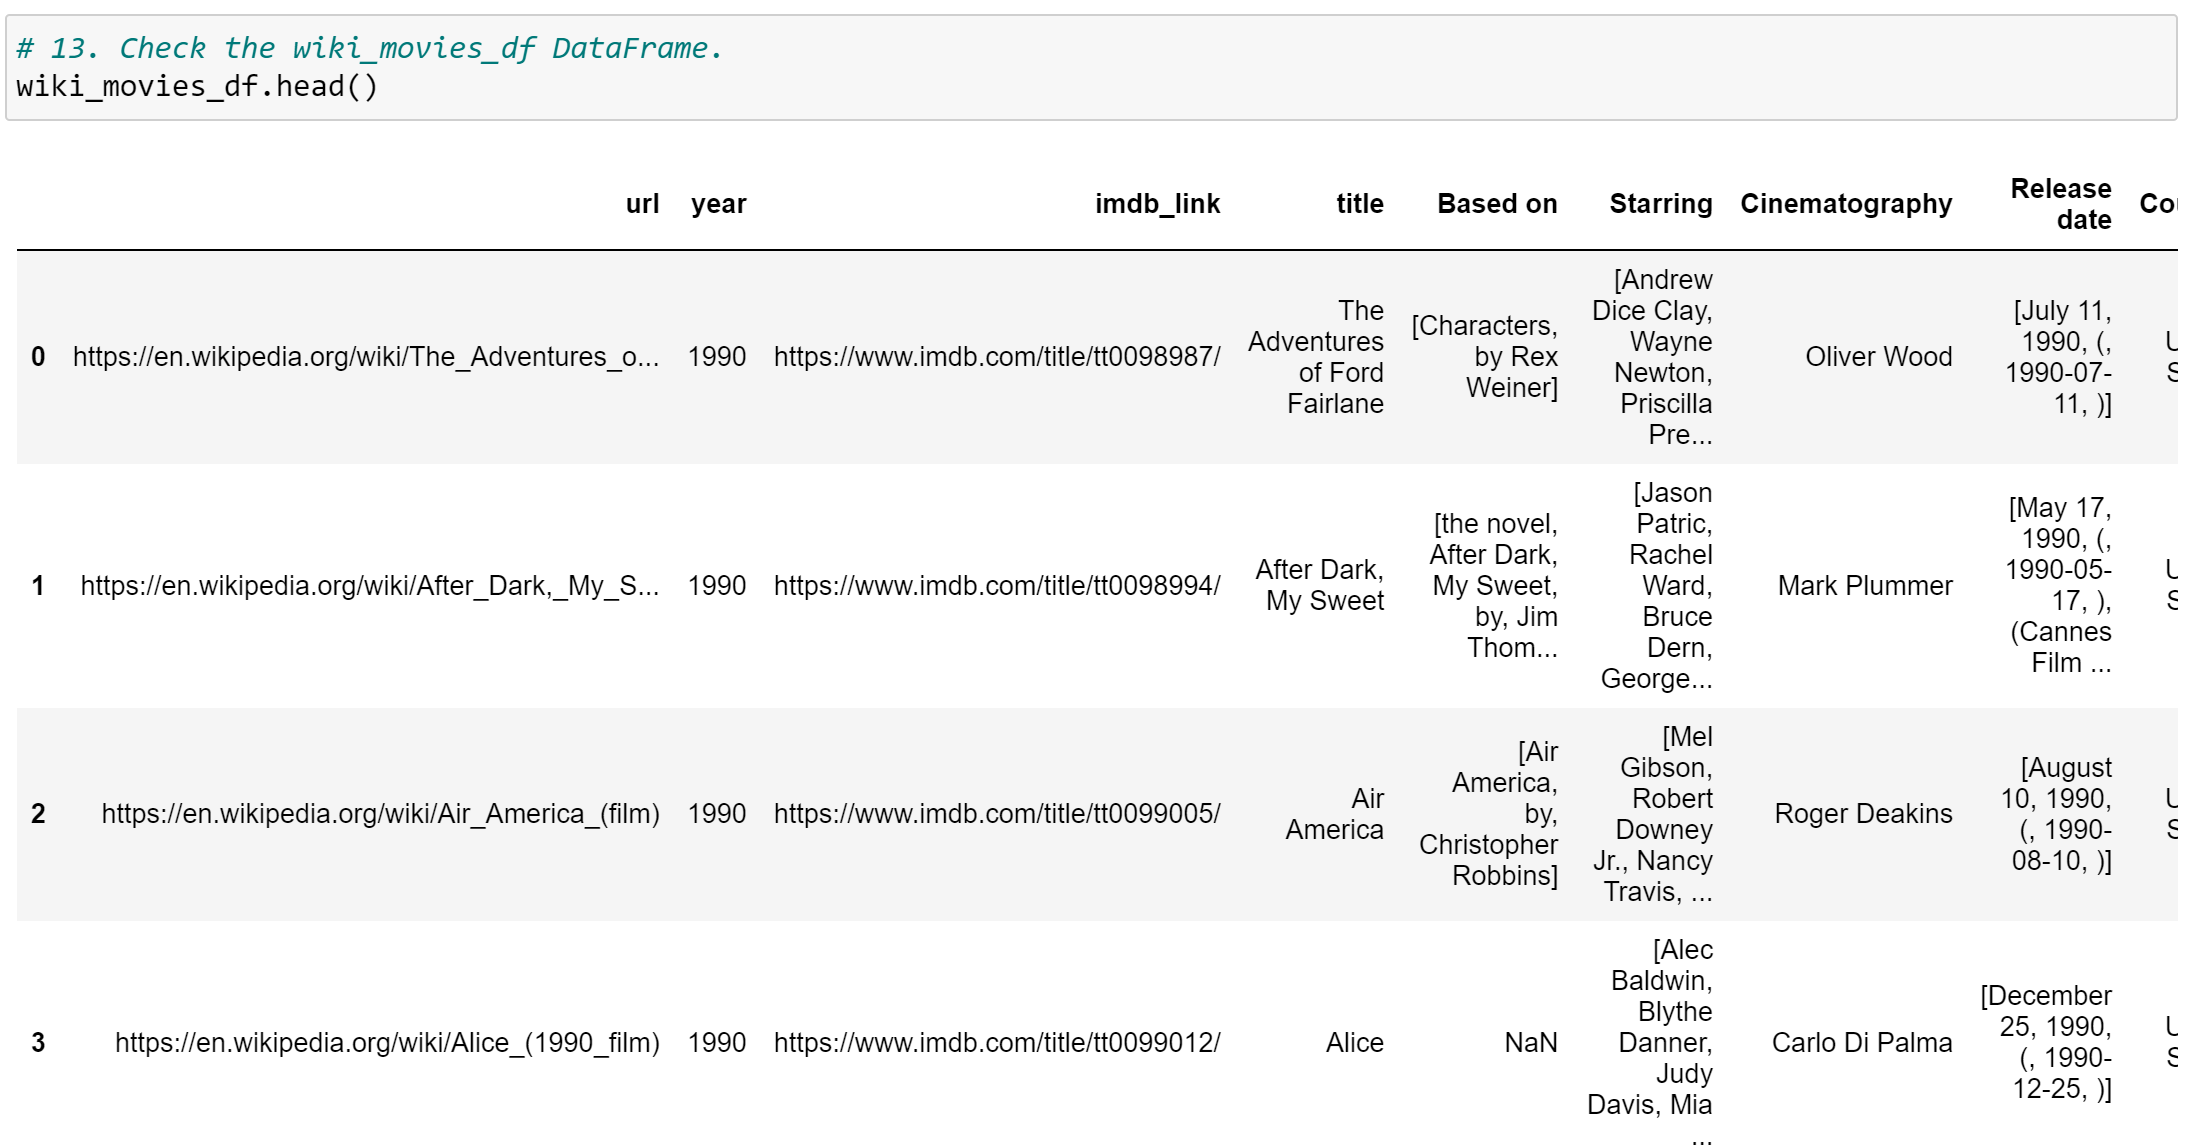 # 13. Check the wiki_movies_df DataFrame.
wiki_movies_df.head()
url year imdb_link title Based on Starring Cinematography Release date
0 https://en.wikipedia.org/wiki/The_Adventures_o... 1990 https://www.imdb.com/title/tt0098987/ The Adventures of Ford Fairlane [Characters, by Rex Weiner] [Andrew Dice Clay, Wayne Newton, Priscilla Pre... Oliver Wood [July 11, 1990, (, 1990-07-11, )]
1 https://en.wikipedia.org/wiki/After_Dark,_My_S... 1990 https://www.imdb.com/title/tt0098994/ After Dark, My Sweet [the novel, After Dark, My Sweet, by, Jim Thom... [Jason Patric, Rachel Ward, Bruce Dern, George... Mark Plummer [May 17, 1990, (, 1990-05-17, ), (Cannes Film ...
2 https://en.wikipedia.org/wiki/Air_America_(film) 1990 https://www.imdb.com/title/tt0099005/ Air America [Air America, by, Christopher Robbins] [Mel Gibson, Robert Downey Jr., Nancy Travis, ... Roger Deakins [August 10, 1990, (, 1990-08-10, )]
3 https://en.wikipedia.org/wiki/Alice_(1990_film) 1990 https://www.imdb.com/title/tt0099012/ Alice NaN [Alec Baldwin, Blythe Danner, Judy Davis, Mia ... Carlo Di Palma [December 25, 1990, (, 1990-12-25, )]